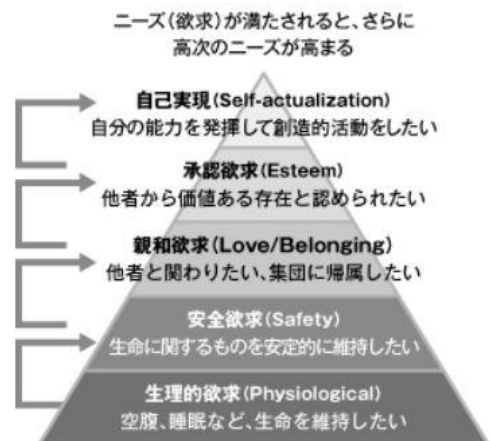 ニーズ(欲求)が満たされると、さらに
高次のニーズが高まる
自己実現(Self-actualization)
自分の能力を発揮して創造的活動をしたい
承認欲求(Esteem)
他者から価値ある存在と認められたい
親和欲求(Love/Belonging)
他者と関わりたい、集団に帰属したい
安全欲求(Safety)
生命に関するものを安定的に維持したい
生理的欲求(Physiological)
空腹、睡眠など、生命を維持したい